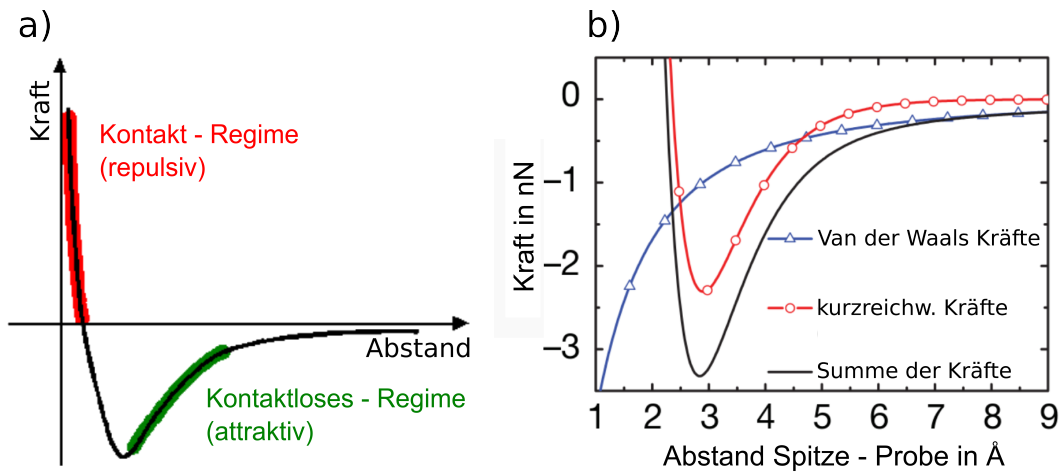 a)
Kraft
Kontakt - Regime
(repulsiv)
Abstand
Kontaktloses - Regime
(attraktiv)
b)
Kraft in nN
0
−1
−2
−3
Van der Waals Kräfte
kurzreichw. Kräfte
Summe der Kräfte
1 2 3 4 5 6 7 8 9
Abstand Spitze - Probe in Å